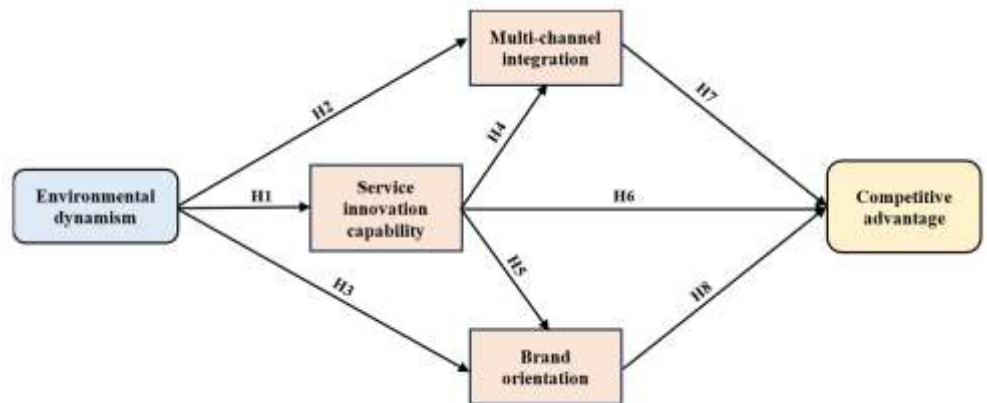 Multi-channel
integration
H2
H7
H4
Environmental
dynamism
H1
Service
innovation
capability
H6
Competitive
advantage
H5
H3
H8
Brand
orientation